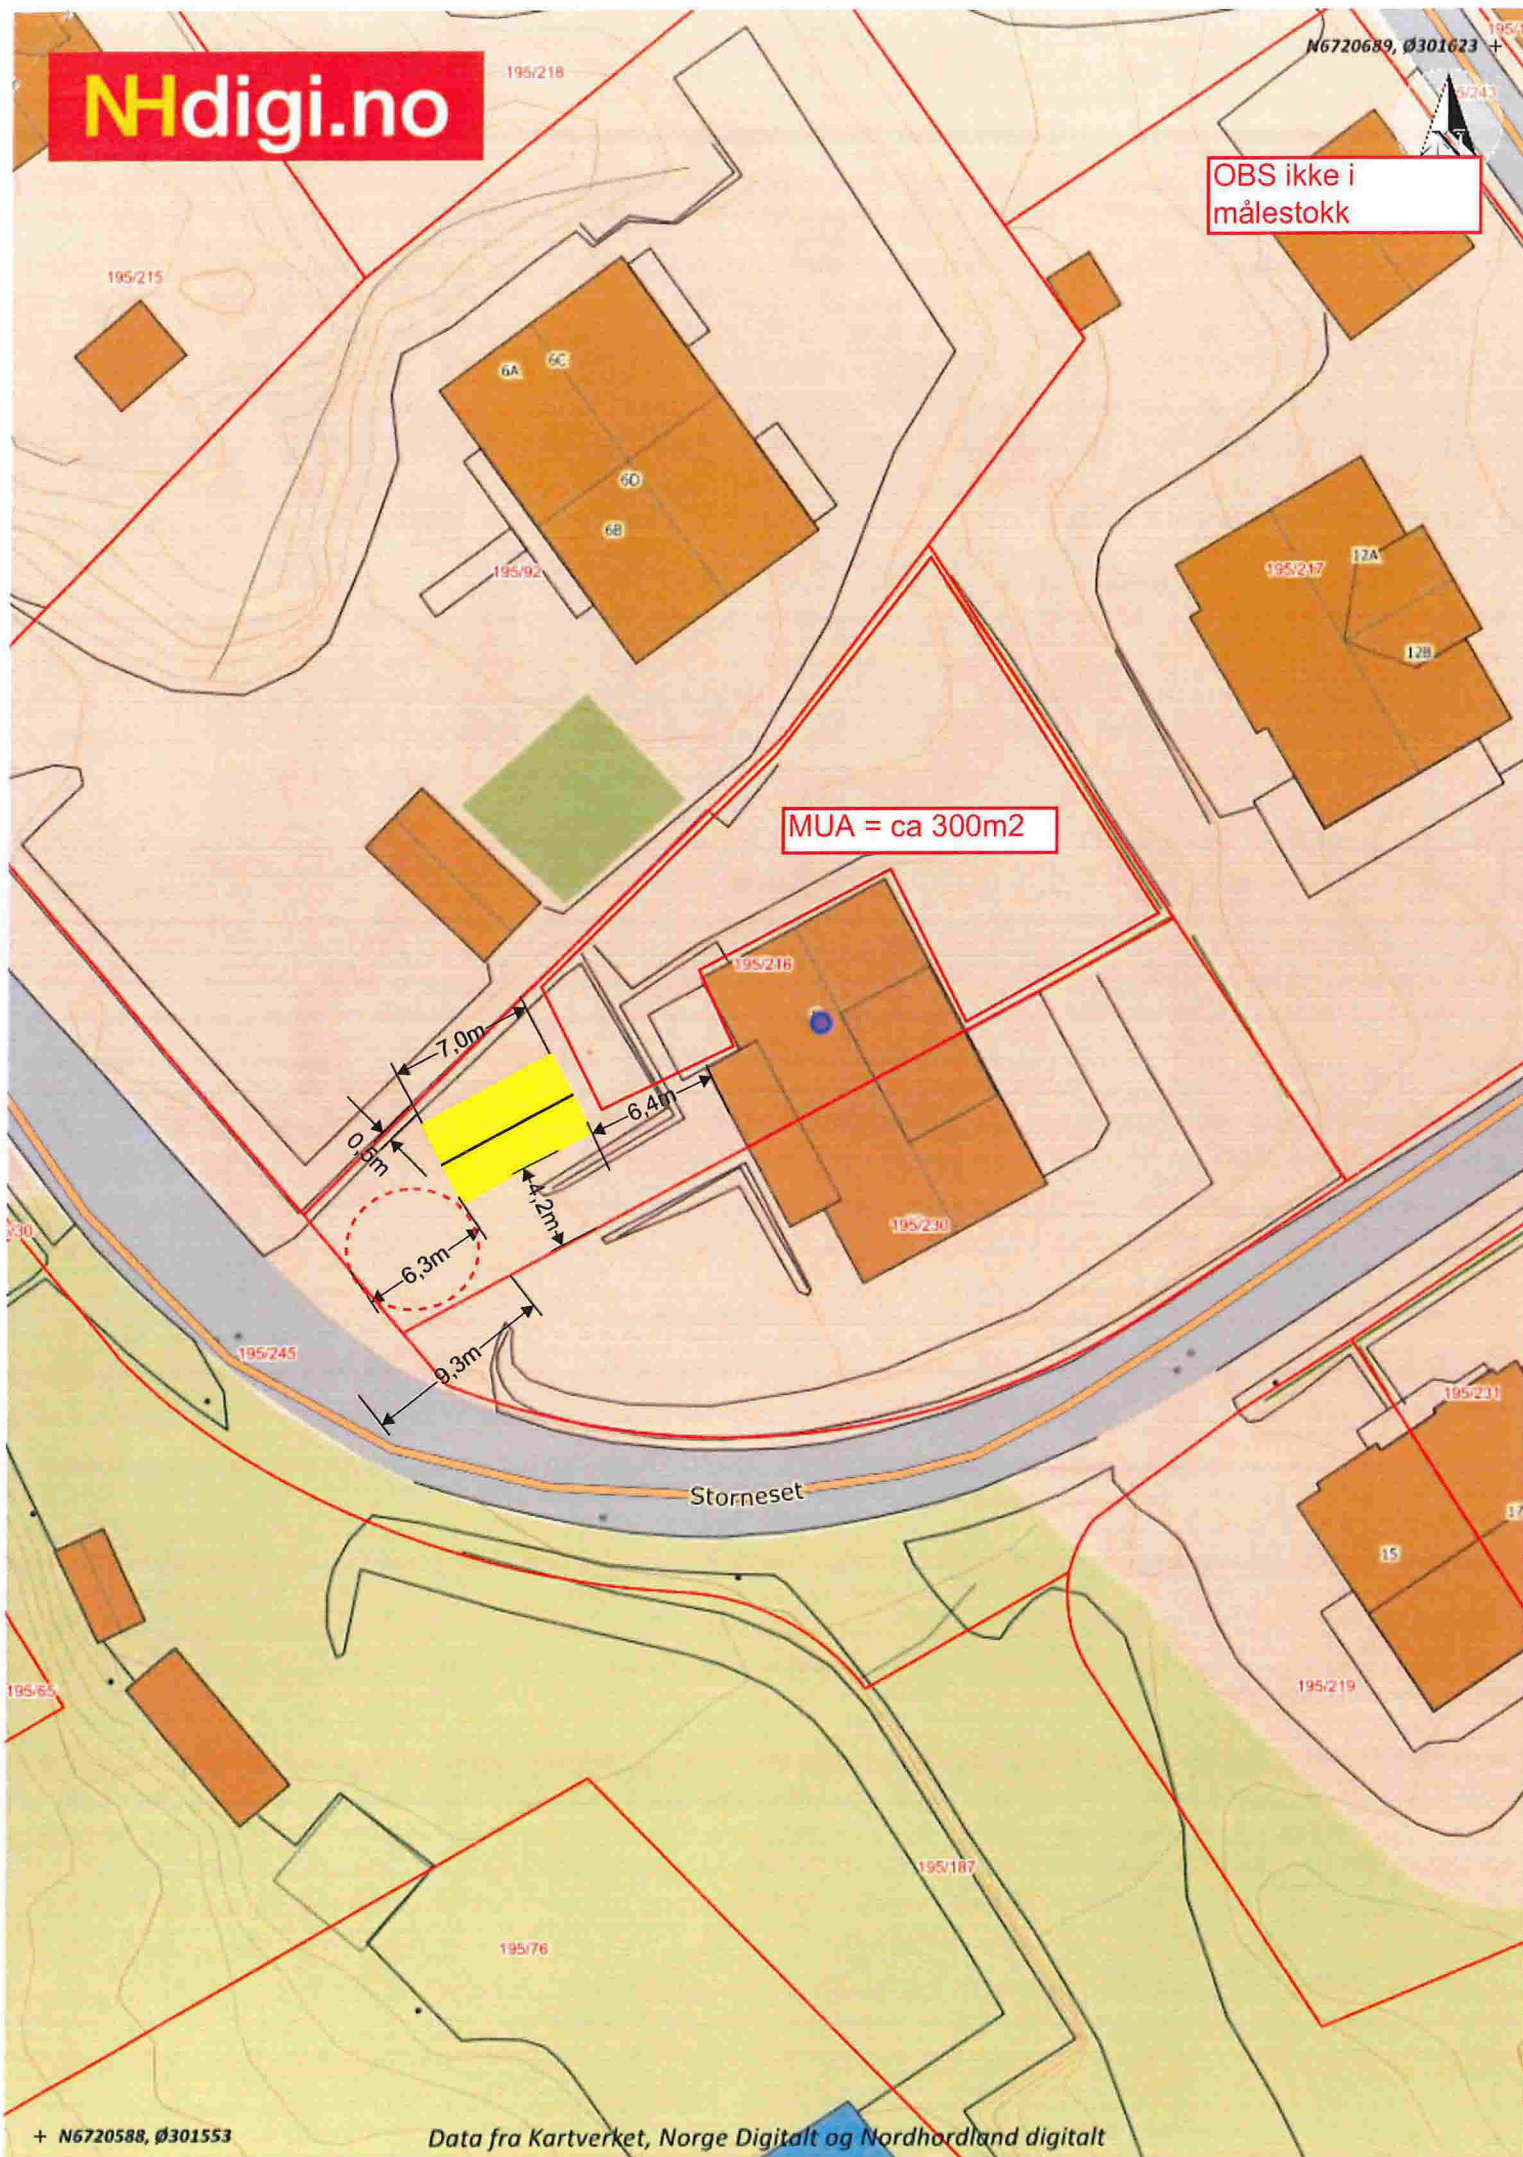 NHdigi.no
N6720689, Ø301623 +
195/218
OBS ikke i
målestokk
N
195/215
6A
6C
6D
6B
195/92
195/217
12A
12B
MUA = ca 300m2
195/216
7,0m
6,4m
4,2m
6,3m
9,3m
195/230
195/245
Storneset
195/231
15
17
195/65
195/219
195/187
195/76
+ N6720588, Ø301553
Data fra Kartverket, Norge Digitalt og Nordhordland digitalt